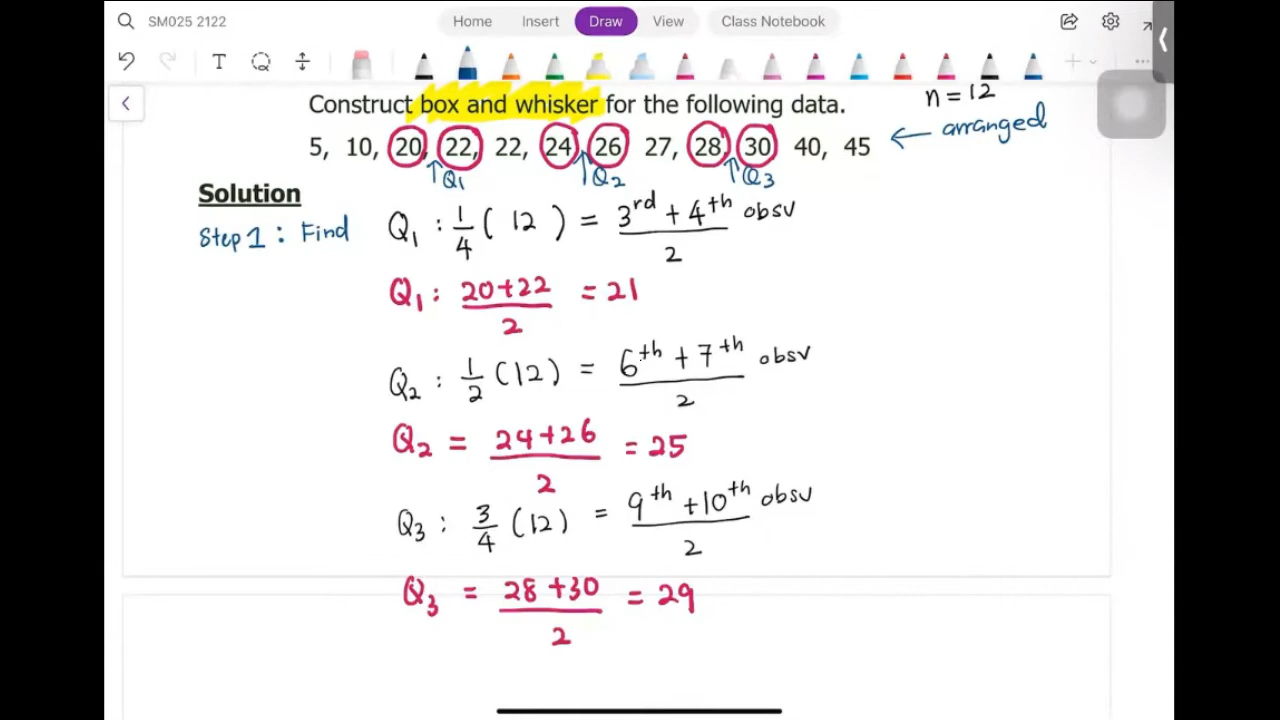 SM025 2122
Home Insert Draw View Class Notebook
Construct box and whisker for the following data.
n = 12
5, 10, 20, 22, 22, 24, 26 27, 28, 30 40, 45
← arranged
↑Q1 ↑Q2 ↑Q3
Solution
Step 1 : Find
Q1 : 1/4 ( 12 ) = (3rd + 4th)/2 obsv
Q1 : (20+22)/2 = 21
Q2 : 1/2 (12) = (6th + 7th)/2 obsv
Q2 = (24+26)/2 = 25
Q3 : 3/4 (12) = (9th +10th)/2 obsv
Q3 = (28+30)/2 = 29